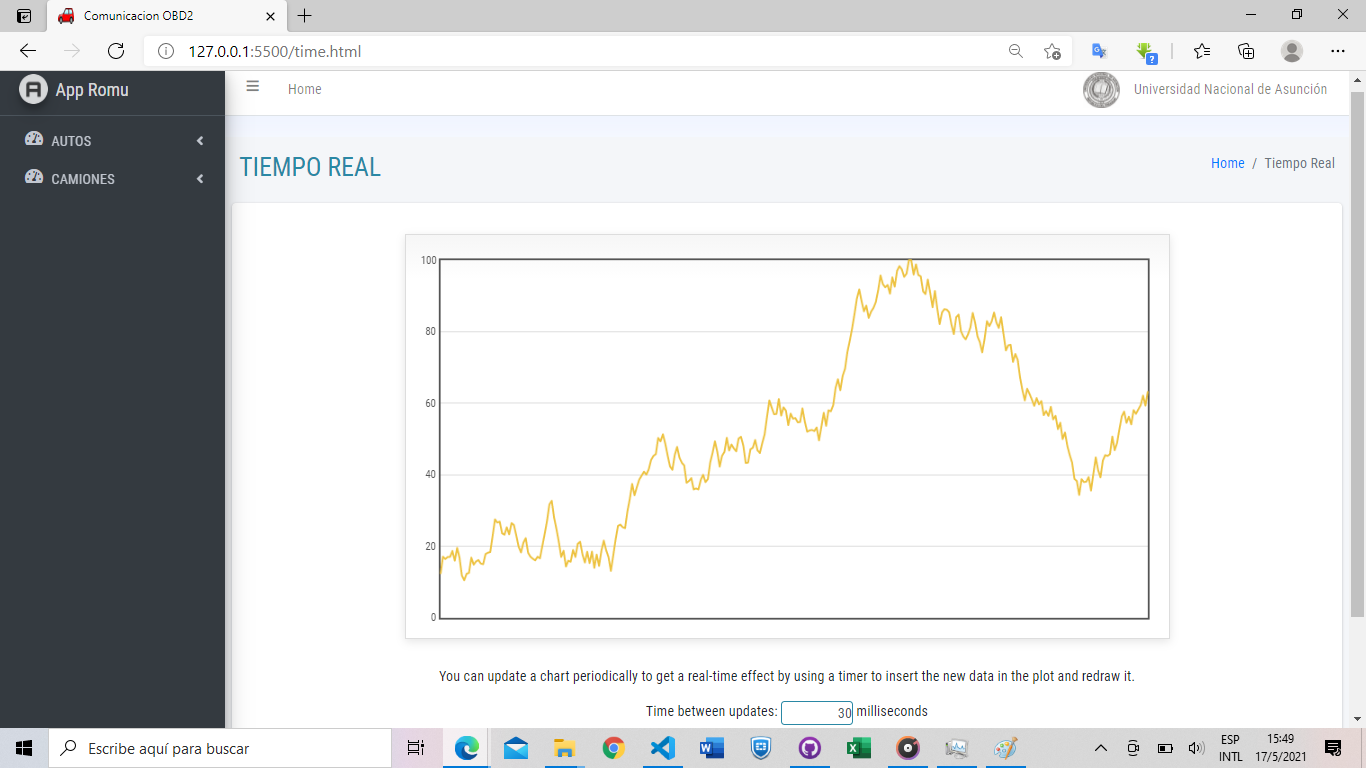 Comunicacion OBD2
127.0.0.1:5500/time.html
App Romu
Home
Universidad Nacional de Asunción
AUTOS
CAMIONES
TIEMPO REAL
Home / Tiempo Real
100
80
60
40
20
0
You can update a chart periodically to get a real-time effect by using a timer to insert the new data in the plot and redraw it.
Time between updates: 30 milliseconds
Escribe aquí para buscar
ESP
INTL
15:49
17/5/2021